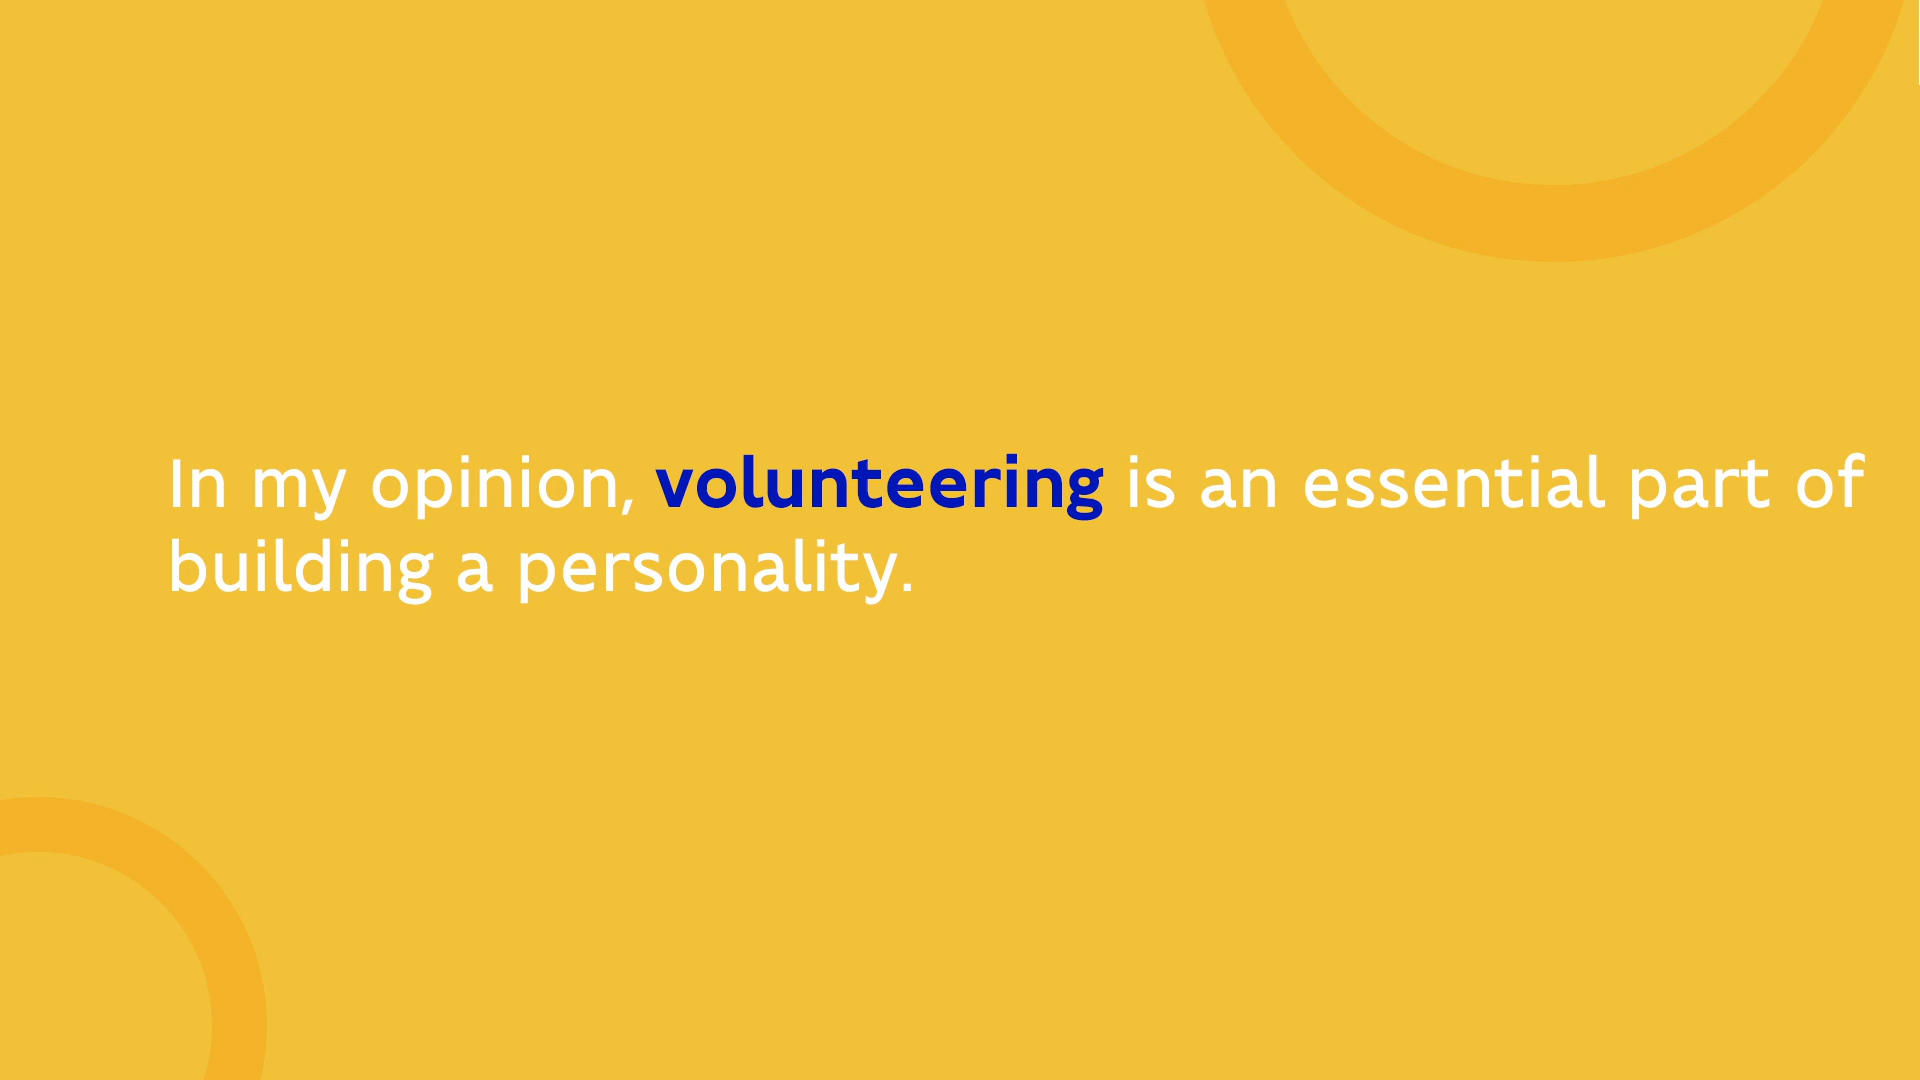 In my opinion, volunteering is an essential part of
building a personality.